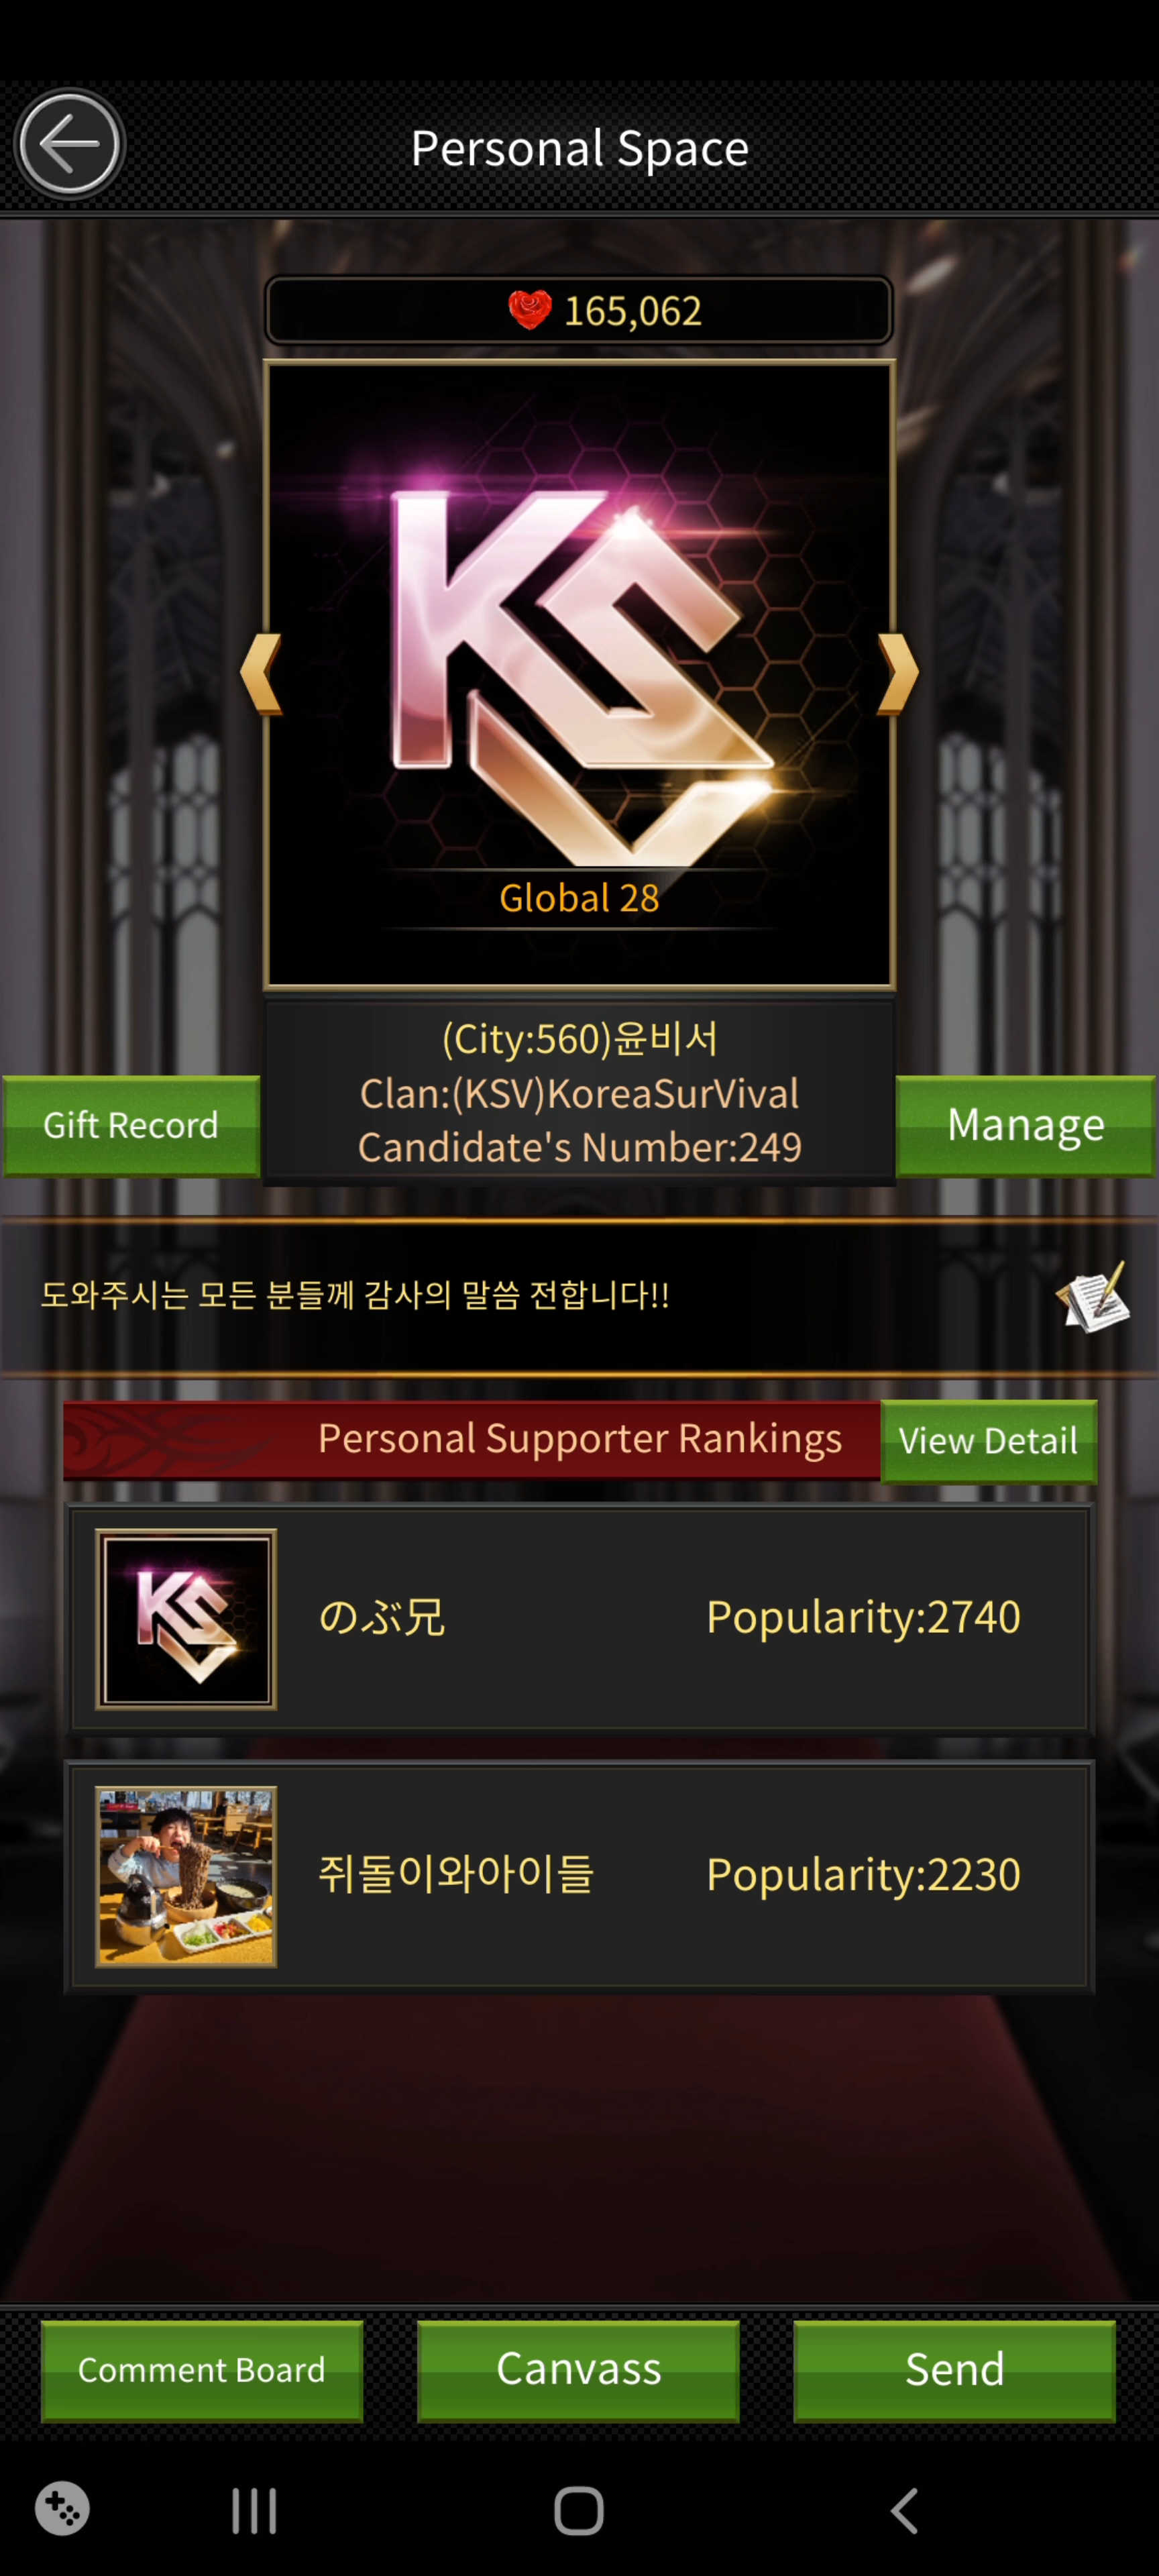 Personal Space
165,062
KSV
Global 28
(City:560)윤비서
Clan:(KSV)KoreaSurVival
Candidate's Number:249
Gift Record
Manage
도와주시는 모든 분들께 감사의 말씀 전합니다!!
Personal Supporter Rankings
View Detail
KSV
のぶ兄
Popularity:2740
쥐돌이와아이들
Popularity:2230
Comment Board
Canvass
Send